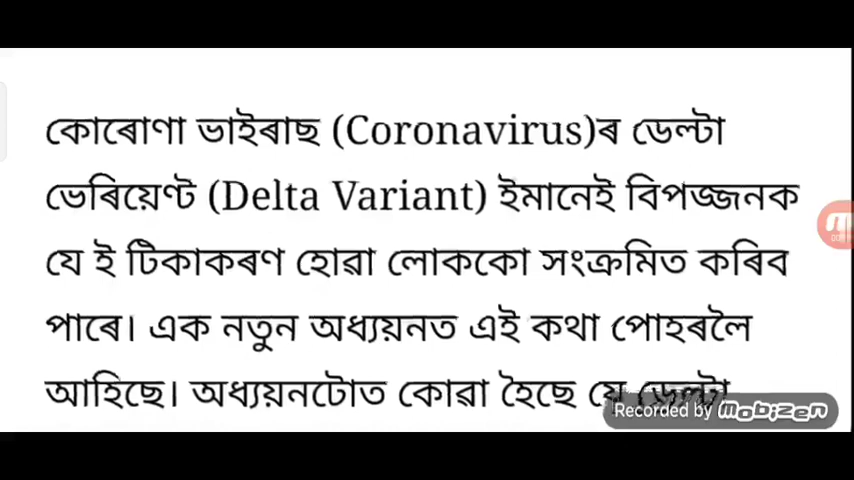 কোৰোণা ভাইৰাছ (Coronavirus)ৰ ডেল্টা
ভেৰিয়েণ্ট (Delta Variant) ইমানেই বিপজ্জনক
যে ই টিকাকৰণ হোৱা লোককো সংক্ৰমিত কৰিব
পাৰে। এক নতুন অধ্যয়নত এই কথা পোহৰলৈ
আহিছে। অধ্যয়নটোত কোৱা হৈছে যে ডেল্টা
Recorded by mobizen